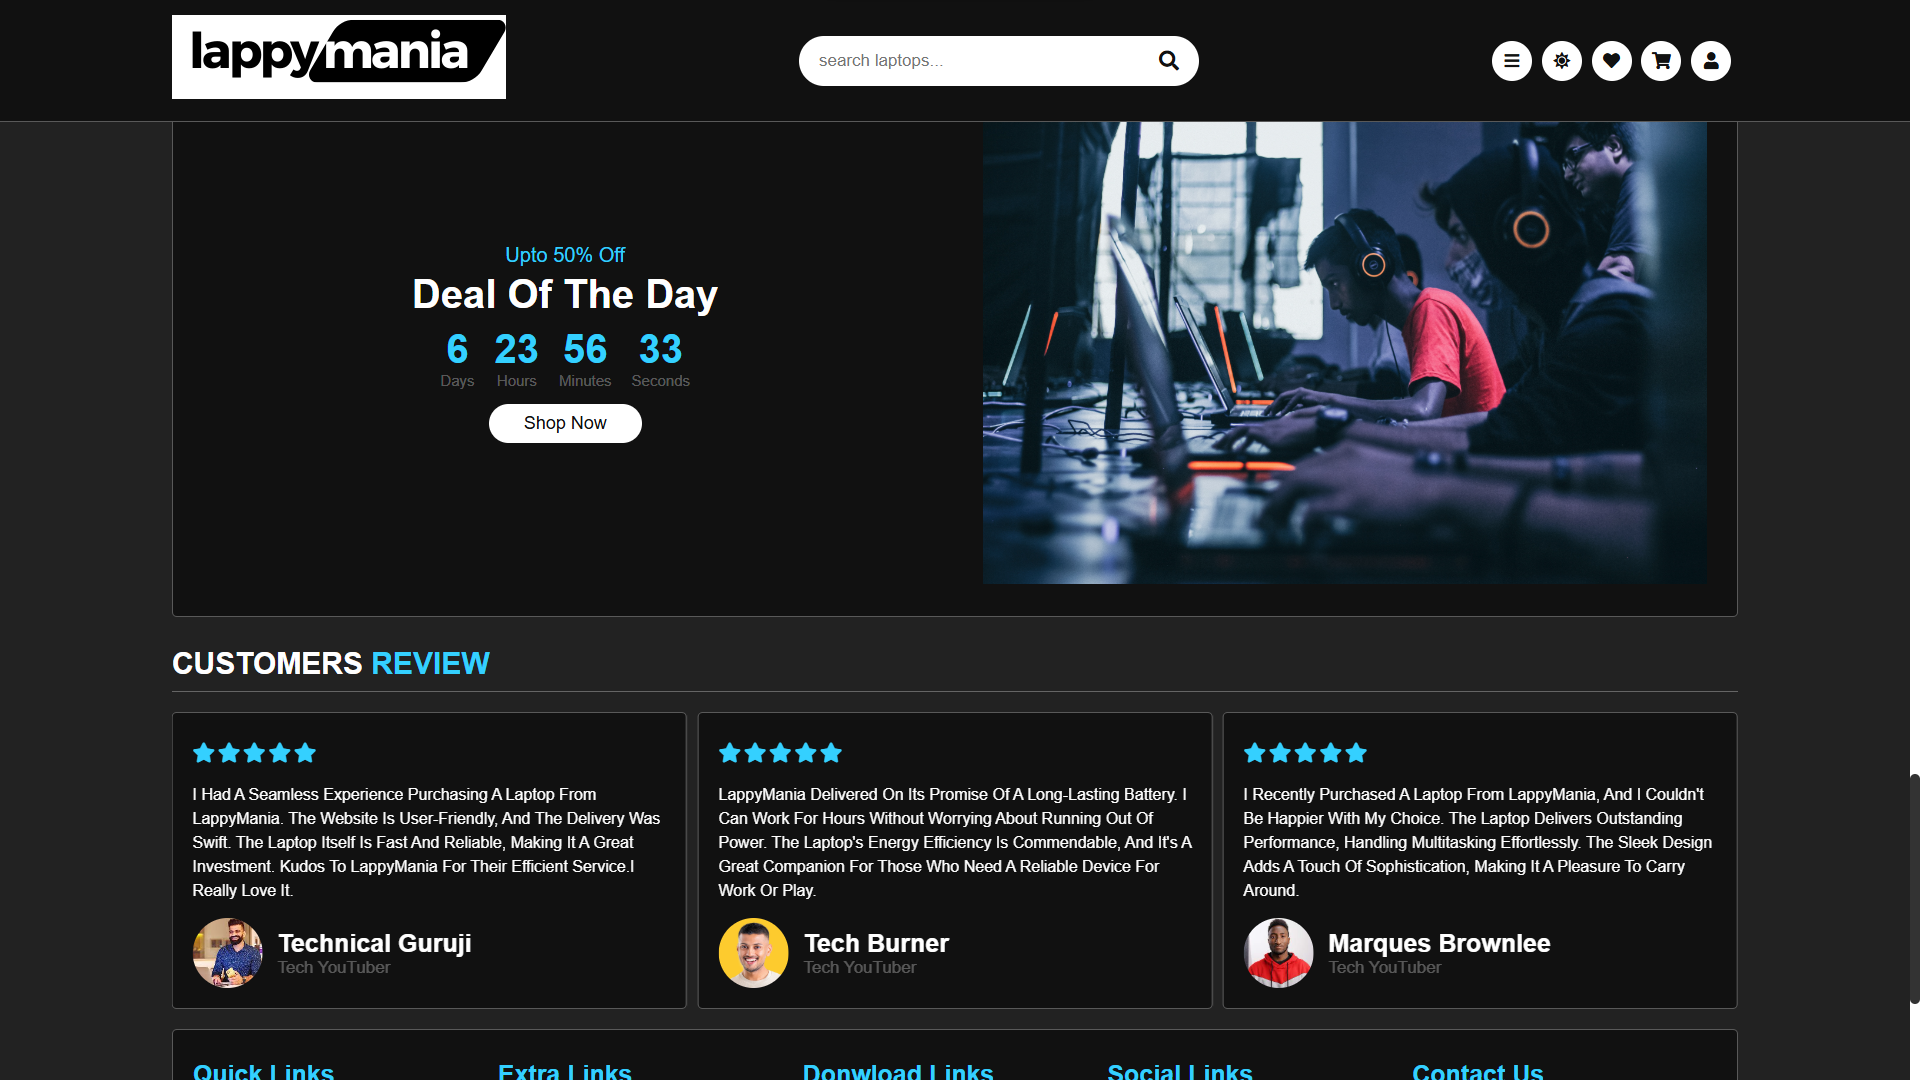 lappymania
search laptops...
Upto 50% Off
Deal Of The Day
6 23 56 33
Days Hours Minutes Seconds
Shop Now
CUSTOMERS REVIEW
I Had A Seamless Experience Purchasing A Laptop From
LappyMania. The Website Is User-Friendly, And The Delivery Was
Swift. The Laptop Itself Is Fast And Reliable, Making It A Great
Investment. Kudos To LappyMania For Their Efficient Service.I
Really Love It.
Technical Guruji
Tech YouTuber
LappyMania Delivered On Its Promise Of A Long-Lasting Battery. I
Can Work For Hours Without Worrying About Running Out Of
Power. The Laptop's Energy Efficiency Is Commendable, And It's A
Great Companion For Those Who Need A Reliable Device For
Work Or Play.
Tech Burner
Tech YouTuber
I Recently Purchased A Laptop From LappyMania, And I Couldn't
Be Happier With My Choice. The Laptop Delivers Outstanding
Performance, Handling Multitasking Effortlessly. The Sleek Design
Adds A Touch Of Sophistication, Making It A Pleasure To Carry
Around.
Marques Brownlee
Tech YouTuber
Quick Links
Extra Links
Donwload Links
Social Links
Contact Us